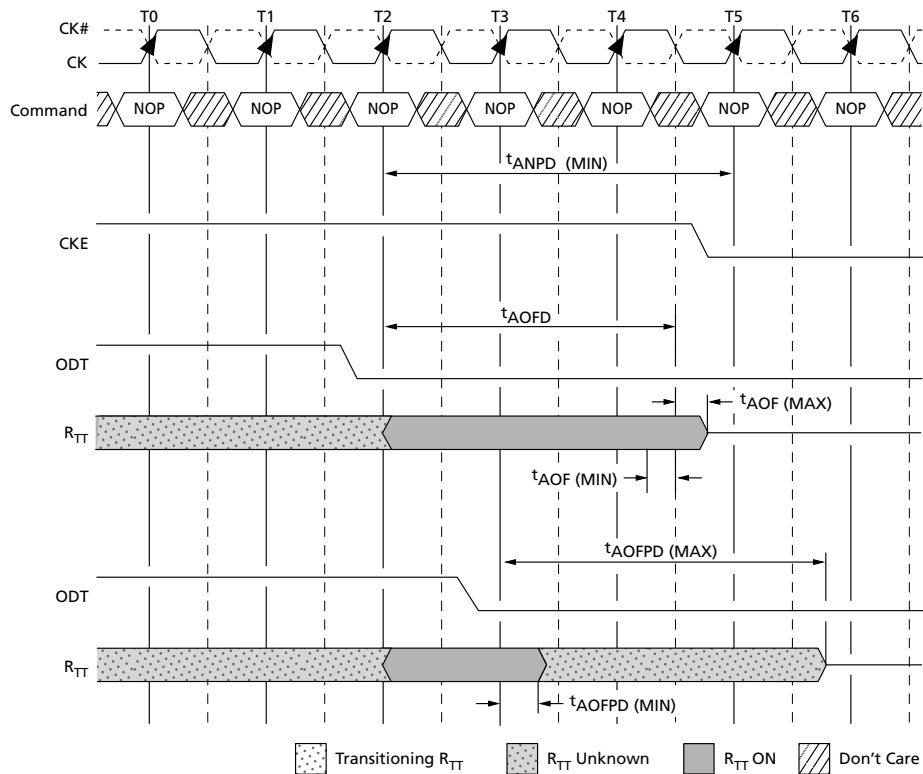 T0 T1 T2 T3 T4 T5 T6
CK#
CK
Command NOP NOP NOP NOP NOP NOP NOP
tANPD (MIN)
CKE
tAOFD
ODT
tAOF (MAX)
RTT
tAOF (MIN)
tAOFPD (MAX)
ODT
RTT
tAOFPD (MIN)
Transitioning RTT RTT Unknown RTT ON Don't Care